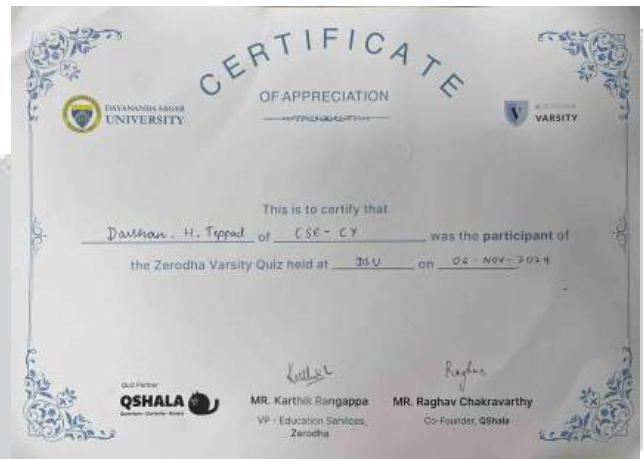 CERTIFICATE
OF APPRECIATION
DAYANANDA SAGAR
UNIVERSITY
VARSITY
This is to certify that
Darshan. H. Teppad of CSE - CY was the participant of
the Zerodha Varsity Quiz held at DSU on 06 - NOV - 2024
Quiz Partner
QSHALA
MR. Karthik Rangappa
VP - Education Services,
Zerodha
Raghav
MR. Raghav Chakravarthy
Co-Founder, QShala